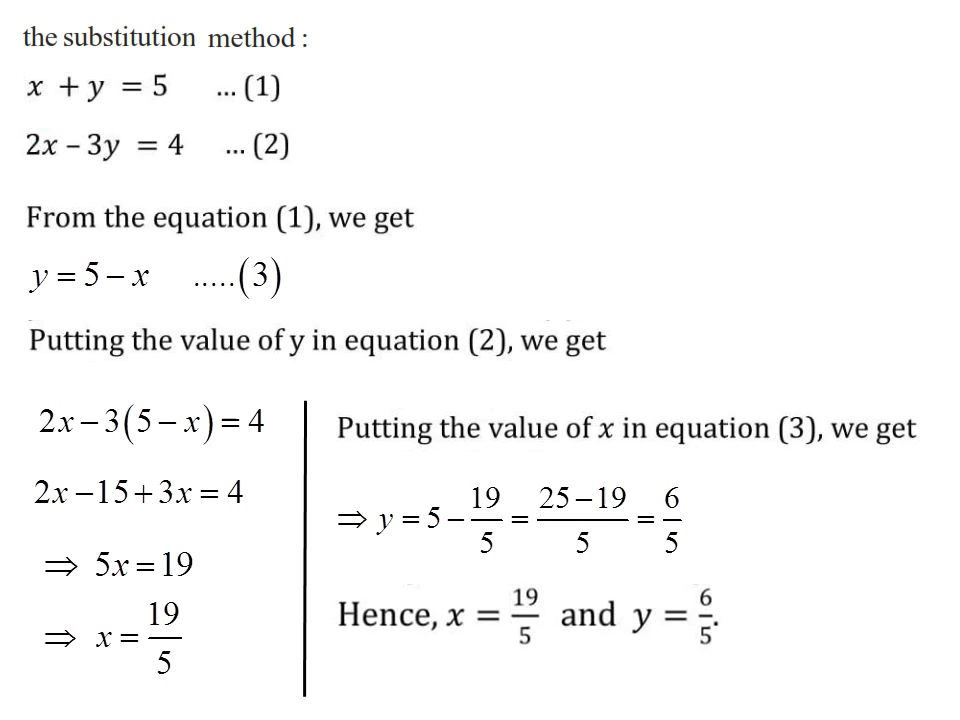 the substitution method :
x + y = 5 ... (1)
2x – 3y = 4 ... (2)
From the equation (1), we get
y = 5 − x .....(3)
Putting the value of y in equation (2), we get
2x − 3(5 − x) = 4
2x − 15 + 3x = 4
⇒ 5x = 19
⇒ x = 19/5
Putting the value of x in equation (3), we get
⇒ y = 5 − 19/5 = 25 − 19/5 = 6/5
Hence, x = 19/5 and y = 6/5.